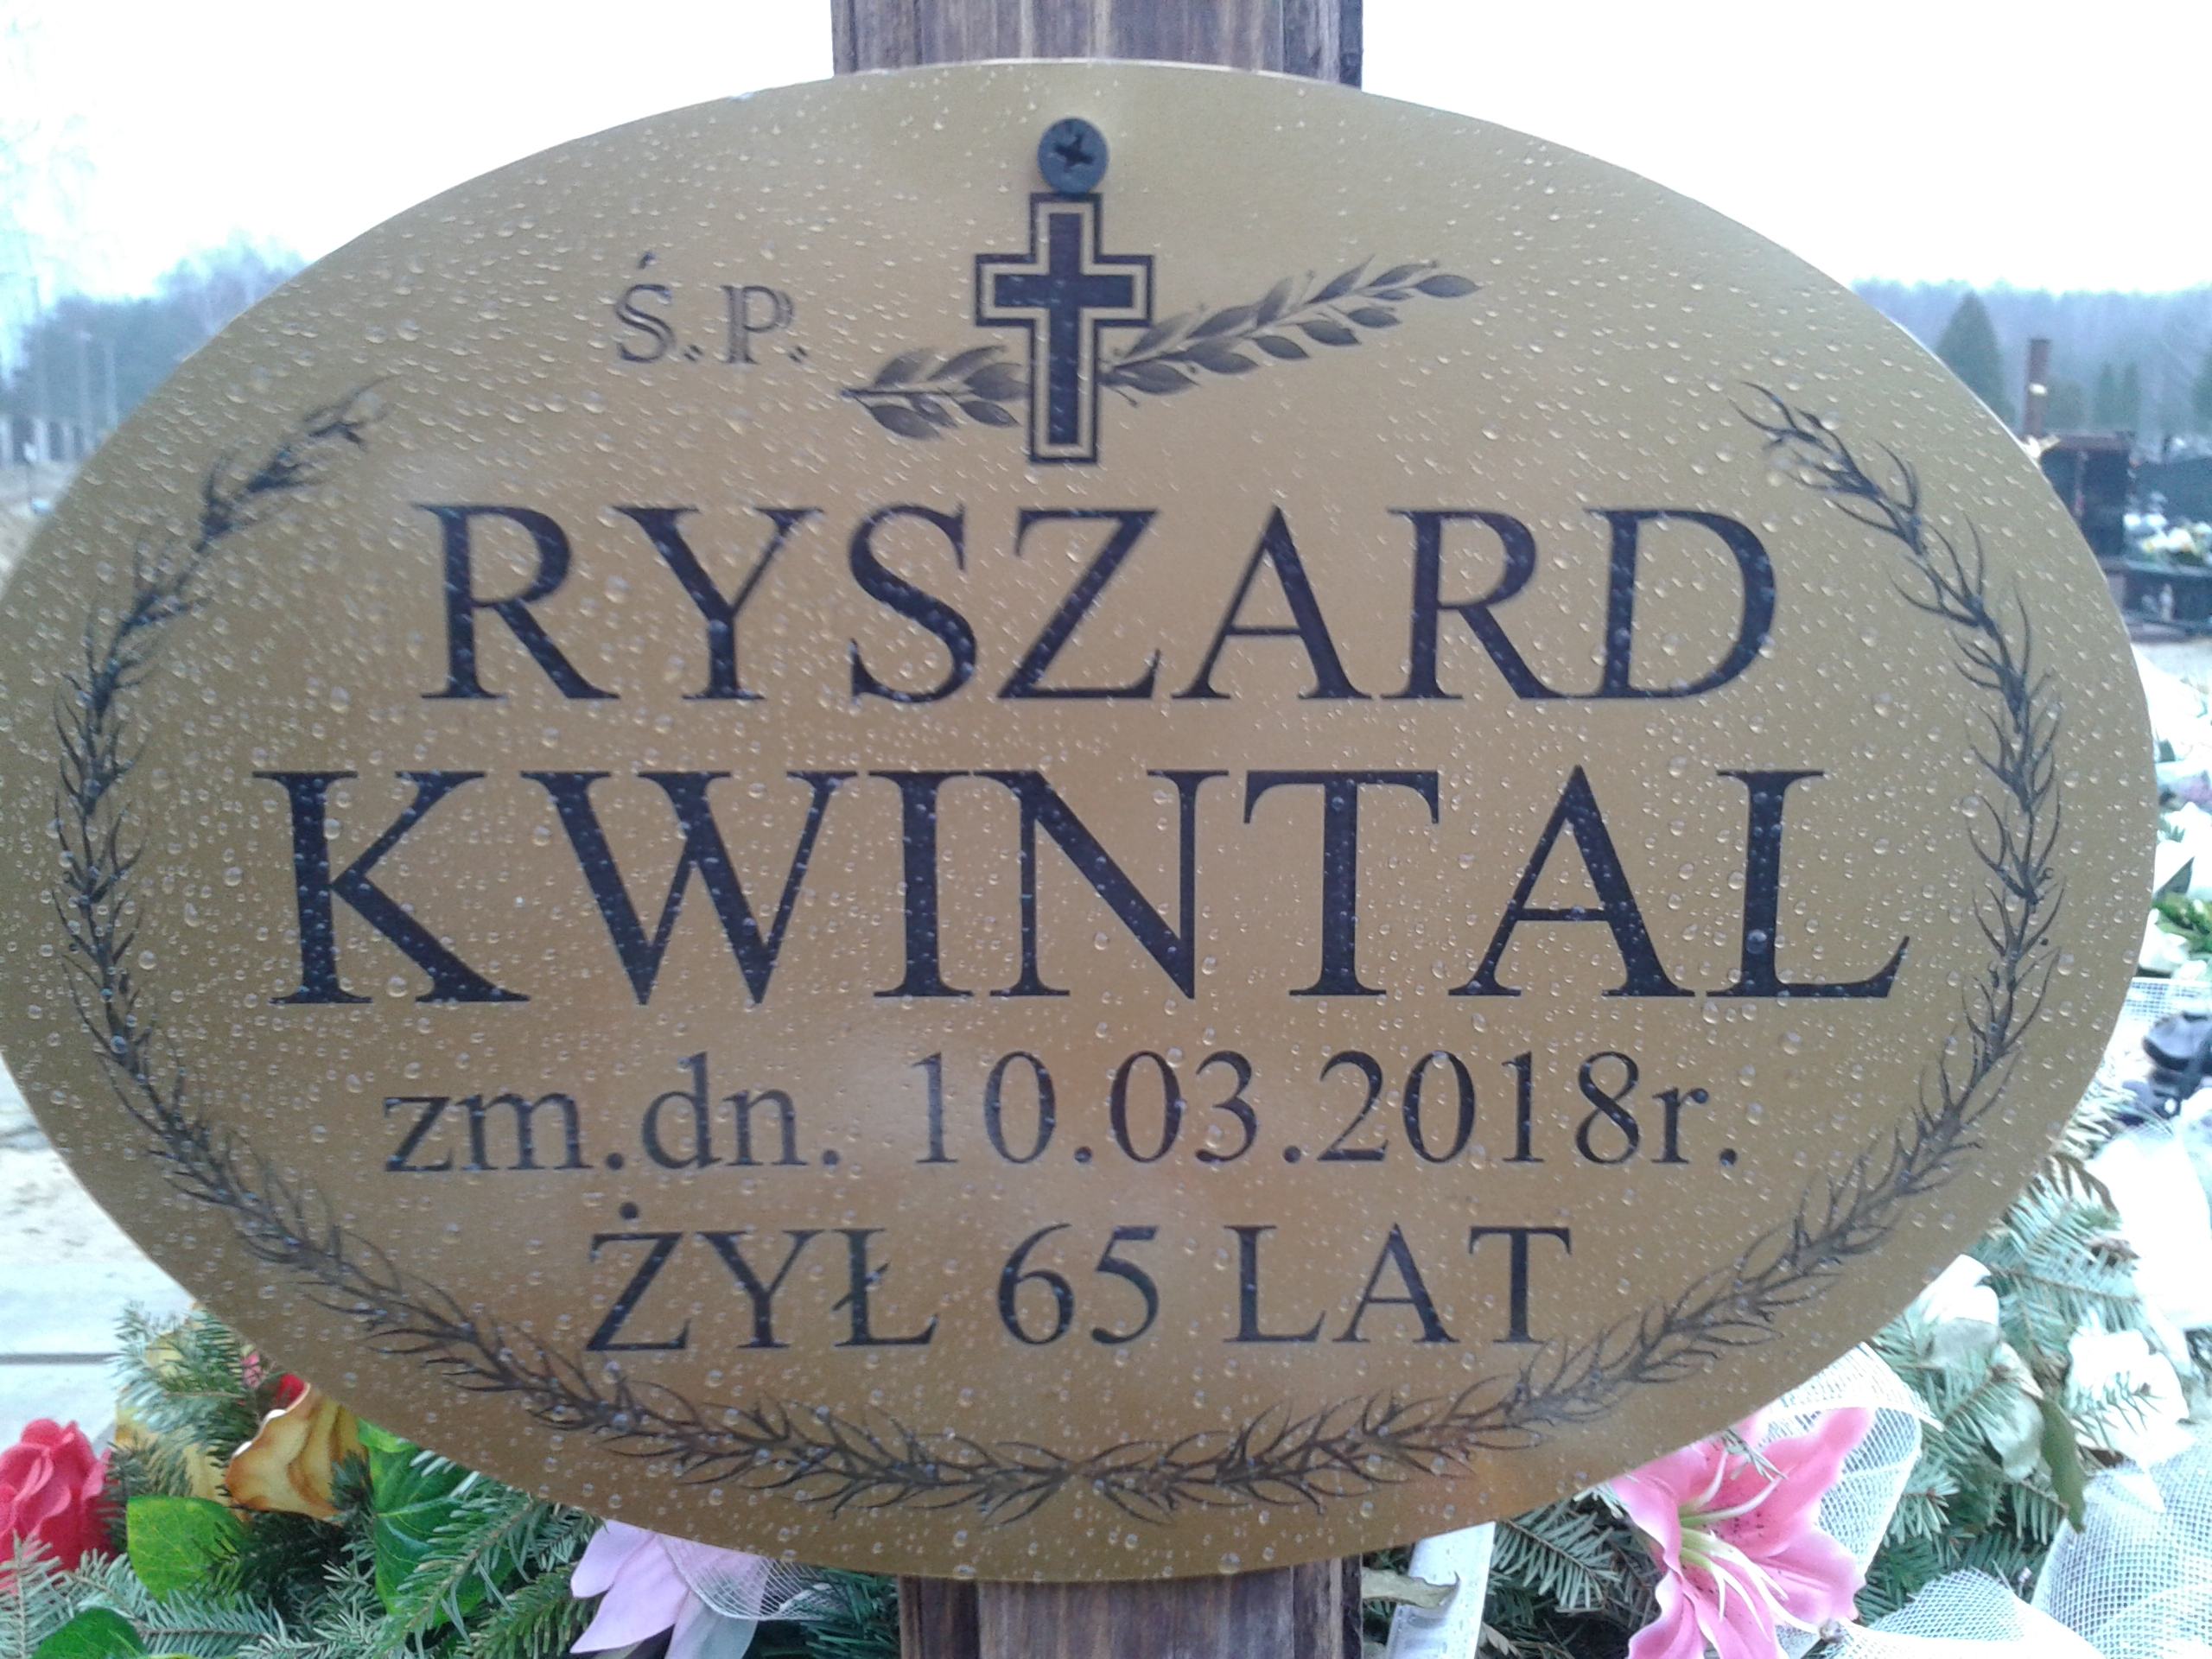 Ś.P.
RYSZARD
KWINTAL
zm.dn. 10.03.2018r.
ŻYŁ 65 LAT